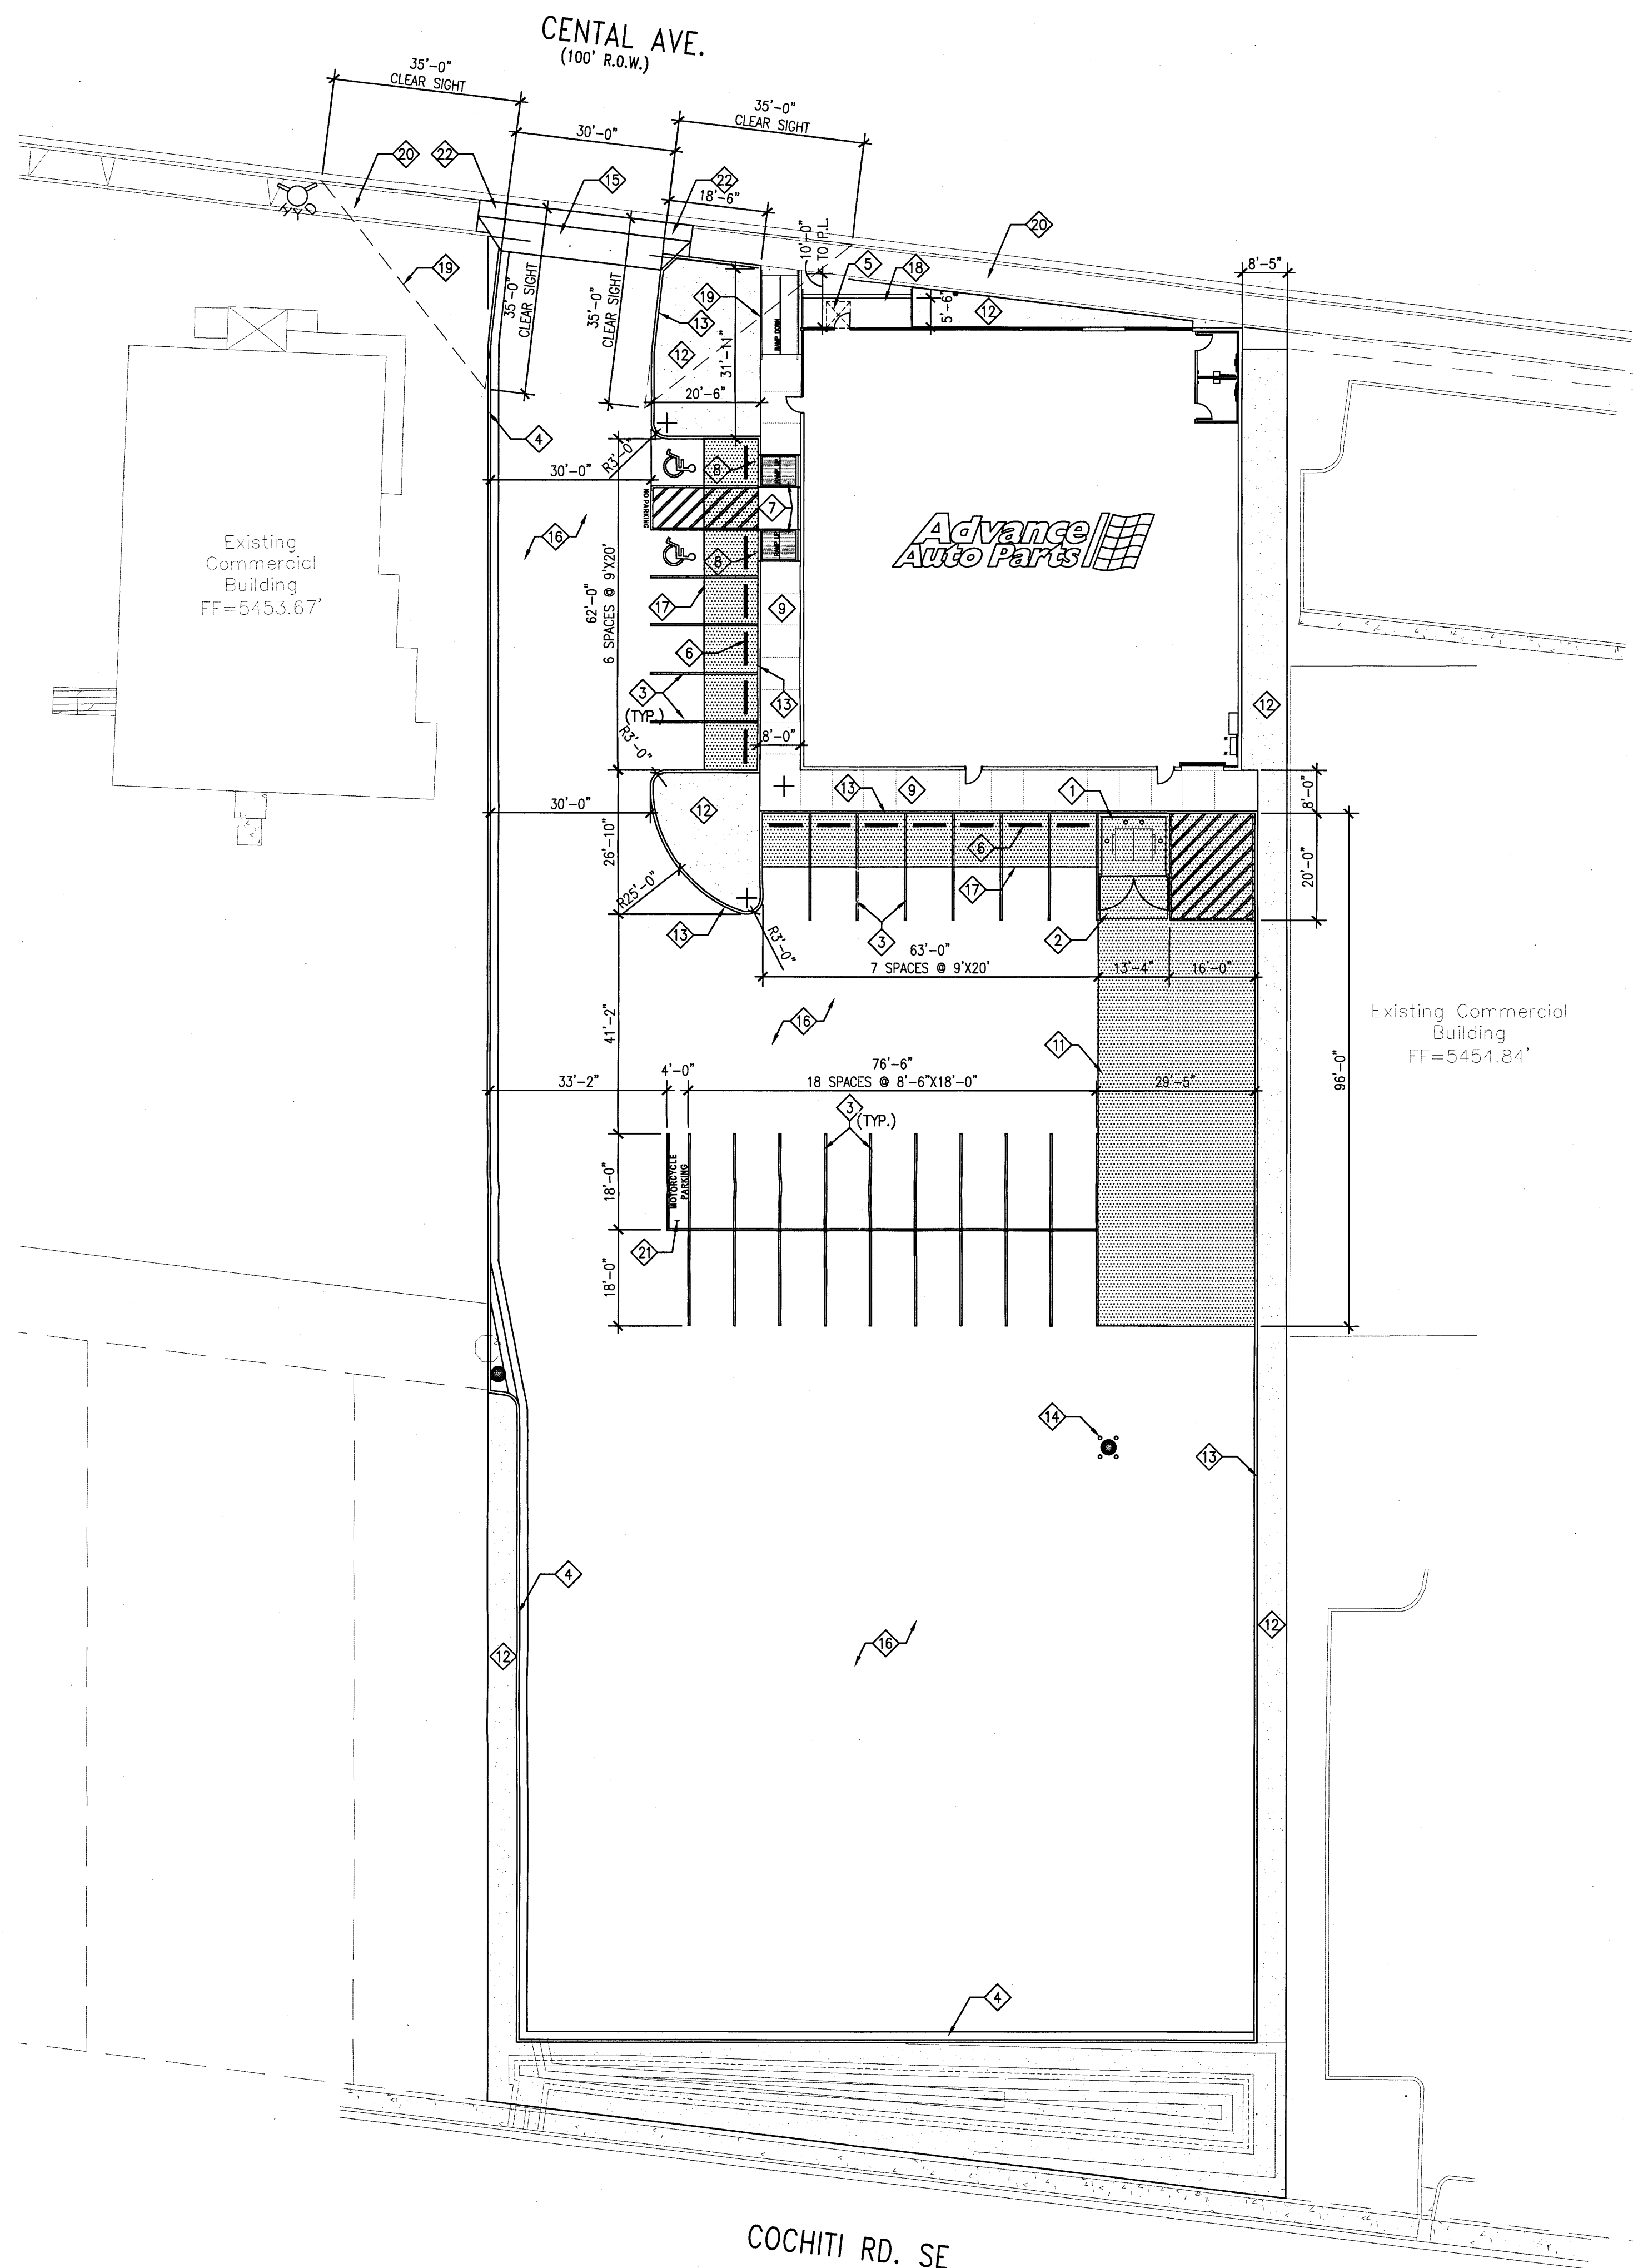 CENTAL AVE.
(100' R.O.W.)
35'-0"
CLEAR SIGHT
30'-0"
35'-0"
CLEAR SIGHT
20
22
15
22
18'-6"
HYD
19
35'-0"
CLEAR SIGHT
35'-0"
CLEAR SIGHT
19
13
12
31'-11"
20'-6"
RAMP DOWN
10'-0"
TO P.L.
5
18
5'-6"
12
20
8'-5"
4
30'-0"
R3'-0"
8
RAMP UP
NO PARKING
7
16
8
RAMP UP
62'-0"
6 SPACES @ 9'X20'
17
9
6
3
(TYP.)
13
R3'-0"
8'-0"
Advance
Auto Parts
Existing
Commercial
Building
FF=5453.67'
12
30'-0"
12
13
9
1
8'-0"
26'-10"
R25'-0"
13
R3'-0"
6
17
3
2
20'-0"
63'-0"
7 SPACES @ 9'X20'
13'-4"
16'-0"
16
11
41'-2"
33'-2"
4'-0"
76'-6"
18 SPACES @ 8'-6"X18'-0"
29'-5"
96'-0"
Existing Commercial
Building
FF=5454.84'
3
(TYP.)
MOTORCYCLE
PARKING
18'-0"
21
18'-0"
14
13
4
12
16
12
4
COCHITI RD. SE